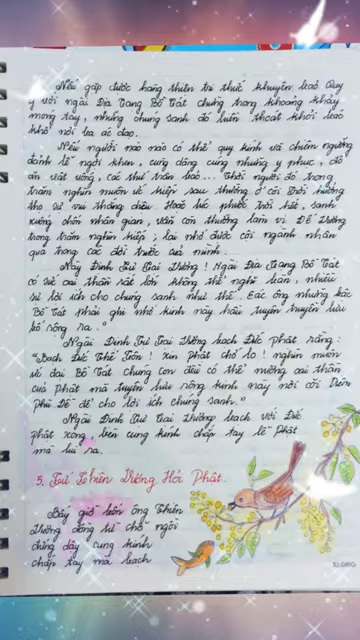 Nếu gặp được hàng thiên tri thức khuyên bảo Quy
y với ngài Địa Tạng Bồ Tát chừng trong khoảng khảy
móng tay, những chúng sanh đó liền thoát khỏi báo
khổ nơi ba ác đạo.
Nếu người nào nào có thể quy kính và chiêm ngưỡng
đảnh lễ ngợi khen, cúng dâng cúng những y phục, đồ
ăn vật uống, các thứ trân báo... Thời người đó trong
trăm nghìn muôn ức kiếp sau thường ở cõi Trời hưởng
thọ sự vui thắng diệu. Hoặc lúc phước trời hết, sanh
xuống chốn nhân gian, vẫn còn thường làm vị Đế Vương
trong trăm nghìn kiếp, lại nhớ được cội ngành nhân
quả trong các đời trước của mình.
Này Định Tự Tại Vương! Ngài Địa Tạng Bồ Tát
có sức oai thần rất lớn không thể nghĩ bàn, nhiều
sự lợi ích cho chúng sanh như thế. Các ông những bậc
Bồ Tát phải ghi nhớ kinh này hầu tuyên truyền lưu
bố rộng ra."
Ngài Định Tự Tại Vương bạch Đức phật rằng:
"Bạch Đức Thế Tôn! Xin Phật chớ lo! nghìn muôn
ức đại Bồ Tát chúng con đều có thể nương oai thần
của Phật mà tuyên lưu rộng kinh này nơi cõi Diêm
Phù Đề để cho lợi ích chúng sanh."
Ngài Định Tự Tại Vương bạch với Đức
phật xong, bèn cung kính chắp tay lễ Phật
mà lui ra.
5. Tứ Thiên Vương Hỏi Phật.
Bấy giờ bốn ông Thiên
Vương đồng từ chỗ ngồi
đứng dậy cung kính
chắp tay mà bạch
XLONG